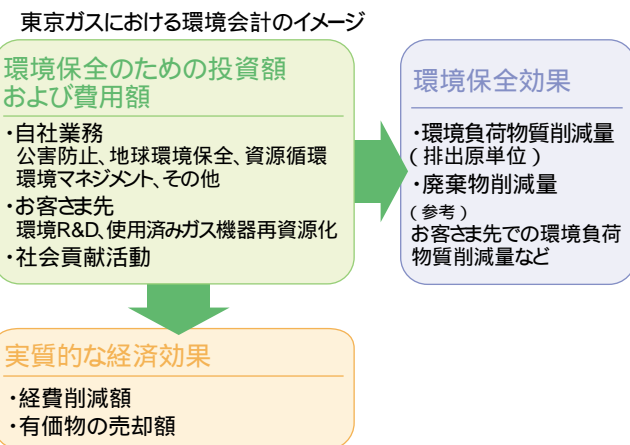 東京ガスにおける環境会計のイメージ
環境保全のための投資額
および費用額
・自社業務
公害防止、地球環境保全、資源循環
環境マネジメント、その他
・お客さま先
環境R&D、使用済みガス機器再資源化
・社会貢献活動
環境保全効果
・環境負荷物質削減量
(排出原単位)
・廃棄物削減量
(参考)
お客さま先での環境負荷
物質削減量など
実質的な経済効果
・経費削減額
・有価物の売却額